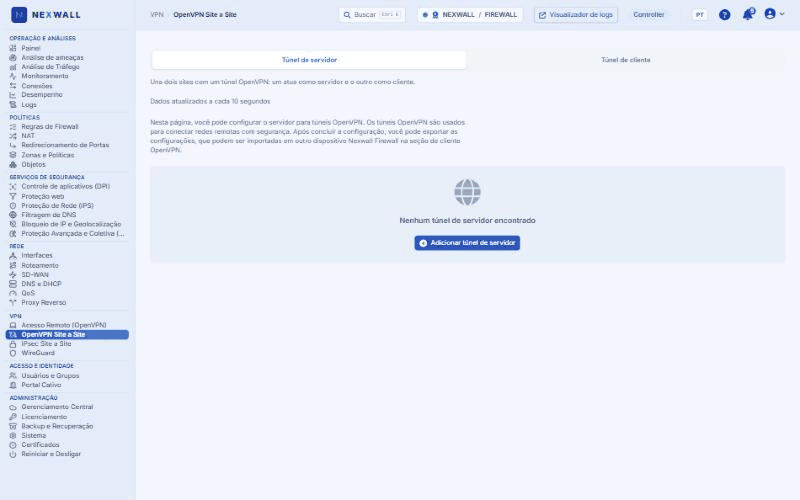 NEXWALL
VPN : OpenVPN Site a Site
Buscar Ctrl k
NEXWALL / FIREWALL
Visualizador de logs
Controller
PT
OPERAÇÃO E ANÁLISES
Painel
Análise de ameaças
Análise de Tráfego
Monitoramento
Conexões
Desempenho
Logs
POLÍTICAS
Regras de Firewall
NAT
Redirecionamento de Portas
Zonas e Políticas
Objetos
SERVIÇOS DE SEGURANÇA
Controle de aplicativos (DPI)
Proteção web
Proteção de Rede (IPS)
Filtragem de DNS
Bloqueio de IP e Geolocalização
Proteção Avançada e Coletiva (...
REDE
Interfaces
Roteamento
SD-WAN
DNS e DHCP
QoS
Proxy Reverso
VPN
Acesso Remoto (OpenVPN)
OpenVPN Site a Site
IPsec Site a Site
WireGuard
ACESSO E IDENTIDADE
Usuários e Grupos
Portal Cativo
ADMINISTRAÇÃO
Gerenciamento Central
Licenciamento
Backup e Recuperação
Sistema
Certificados
Reiniciar e Desligar
Túnel de servidor
Túnel de cliente
Una dois sites com um túnel OpenVPN: um atua como servidor e o outro como cliente.
Dados atualizados a cada 10 segundos
Nesta página, você pode configurar o servidor para túneis OpenVPN. Os túneis OpenVPN são usados
para conectar redes remotas com segurança. Após concluir a configuração, você pode exportar as
configurações, que podem ser importadas em outro dispositivo Nexwall Firewall na seção de cliente
OpenVPN.
Nenhum túnel de servidor encontrado
Adicionar túnel de servidor